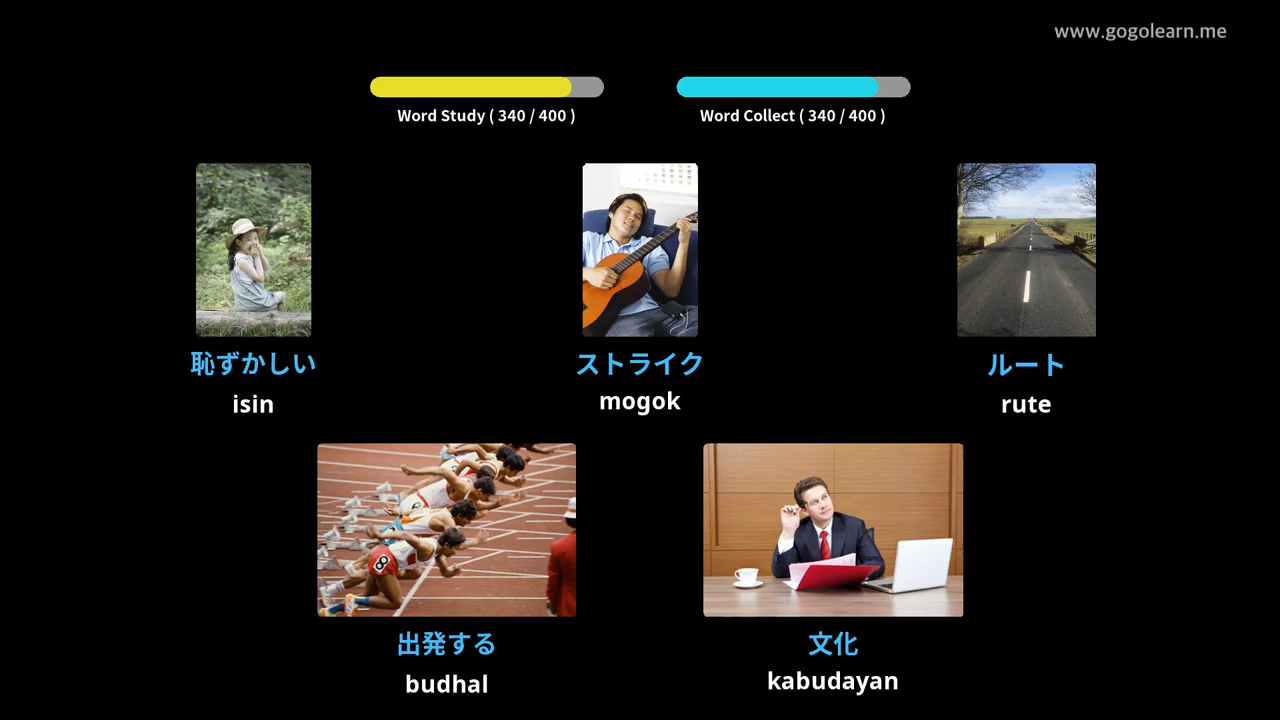 www.gogolearn.me
Word Study ( 340 / 400 )
Word Collect ( 340 / 400 )
恥ずかしい
isin
ストライク
mogok
ルート
rute
8
出発する
budhal
文化
kabudayan